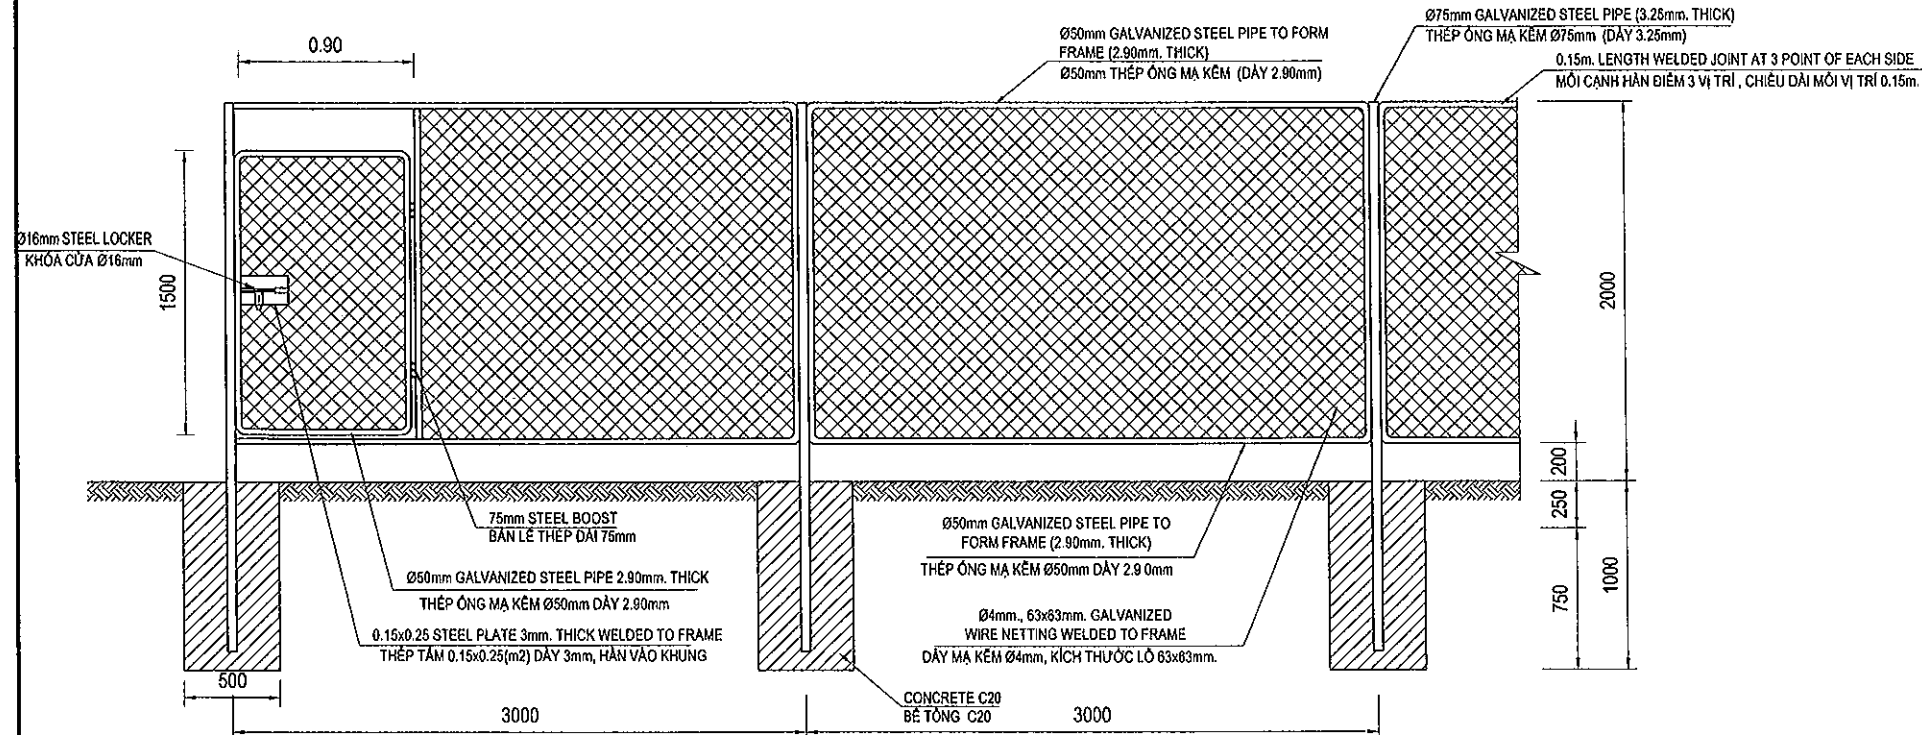 0.90
Ø50mm GALVANIZED STEEL PIPE TO FORM
FRAME (2.90mm. THICK)
Ø50mm THÉP ỐNG MẠ KẼM (DÀY 2.90mm)
Ø75mm GALVANIZED STEEL PIPE (3.25mm. THICK)
THÉP ỐNG MẠ KẼM Ø75mm (DÀY 3.25mm)
0.15m. LENGTH WELDED JOINT AT 3 POINT OF EACH SIDE
MỖI CẠNH HÀN ĐIỂM 3 VỊ TRÍ , CHIỀU DÀI MỖI VỊ TRÍ 0.15m.
Ø16mm STEEL LOCKER
KHÓA CỬA Ø16mm
1500
2000
200
250
750
1000
75mm STEEL BOOST
BẢN LỀ THÉP DÀI 75mm
Ø50mm GALVANIZED STEEL PIPE 2.90mm. THICK
THÉP ỐNG MẠ KẼM Ø50mm DÀY 2.90mm
0.15x0.25 STEEL PLATE 3mm. THICK WELDED TO FRAME
THÉP TẤM 0.15x0.25(m2) DÀY 3mm, HÀN VÀO KHUNG
Ø50mm GALVANIZED STEEL PIPE TO
FORM FRAME (2.90mm. THICK)
THÉP ỐNG MẠ KẼM Ø50mm DÀY 2.9 0mm
Ø4mm., 63x63mm. GALVANIZED
WIRE NETTING WELDED TO FRAME
DÂY MẠ KẼM Ø4mm, KÍCH THƯỚC LỖ 63x63mm.
CONCRETE C20
BÊ TÔNG C20
500
3000
3000